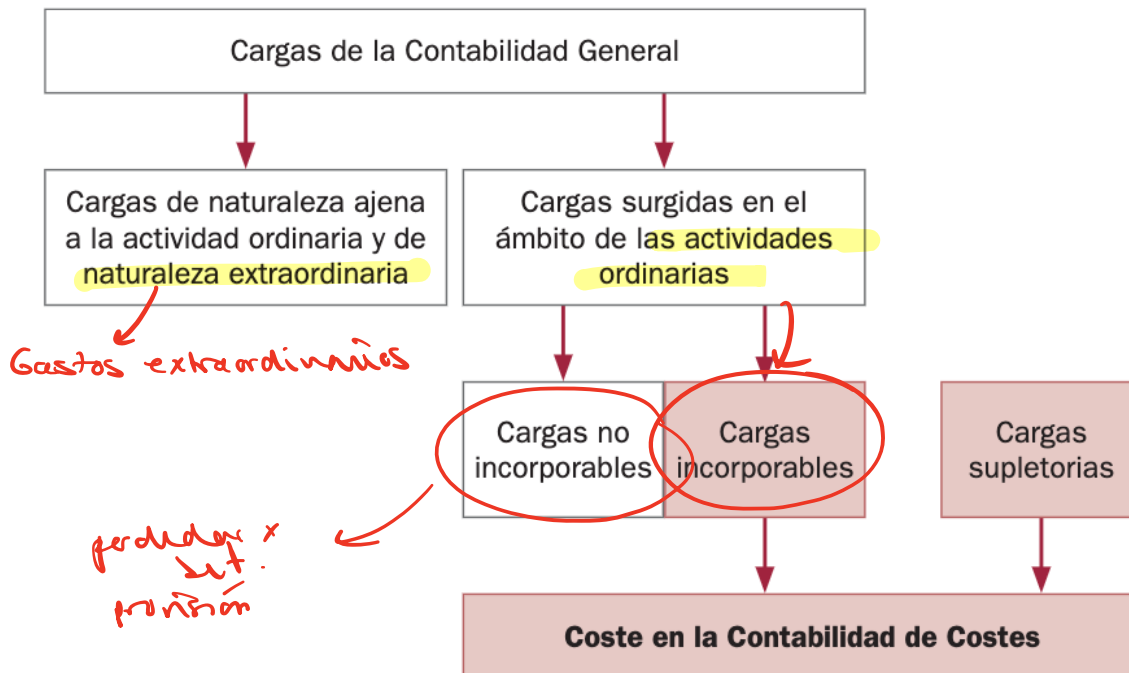 Cargas de la Contabilidad General
Cargas de naturaleza ajena
a la actividad ordinaria y de
naturaleza extraordinaria
Cargas surgidas en el
ámbito de las actividades
ordinarias
Gastos extraordinarios
Cargas no
incorporables
Cargas
incorporables
Cargas
supletorias
x
provisión
Coste en la Contabilidad de Costes